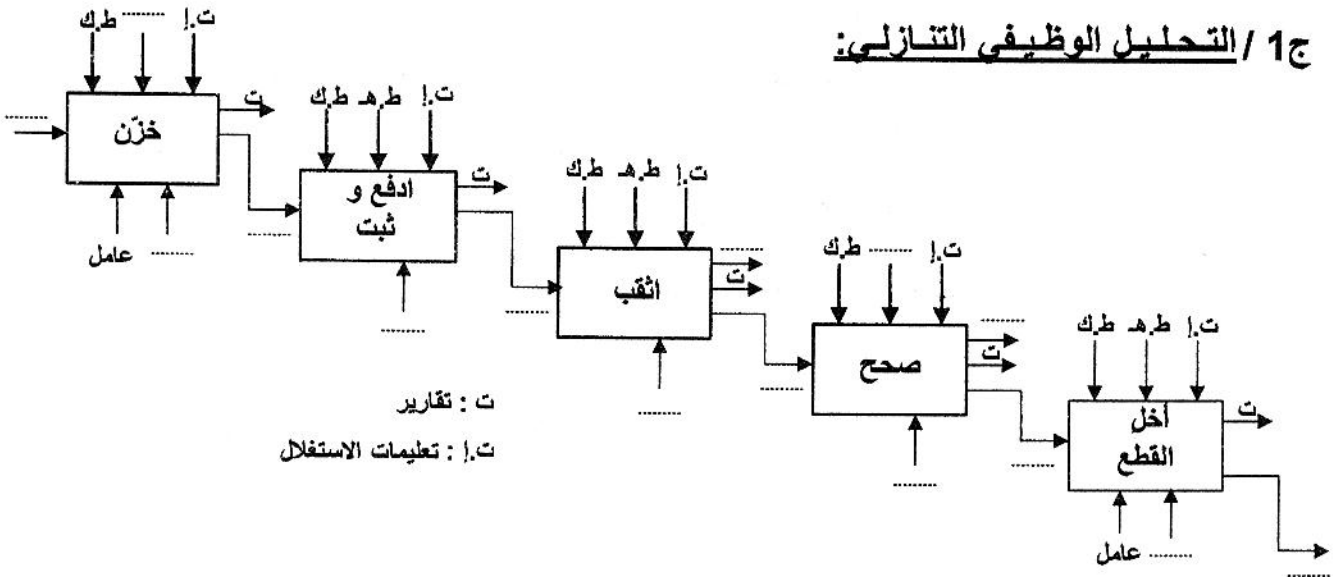 ج1 / التحليل الوظيفي التنازلي:
ط.ك ........ ت.إ
........ خزّن ت
عامل ........
ط.ك ط.هـ ت.إ
........ ادفع و ت
ثبت
........
ط.ك ط.هـ ت.إ
........ اثقب ........
ت
........
ط.ك ........ ت.إ
........ صحح ........
ت
........
ط.ك ط.هـ ت.إ
........ أخل ت
القطع
عامل ........
........
ت : تقارير
ت.إ : تعليمات الاستغلال